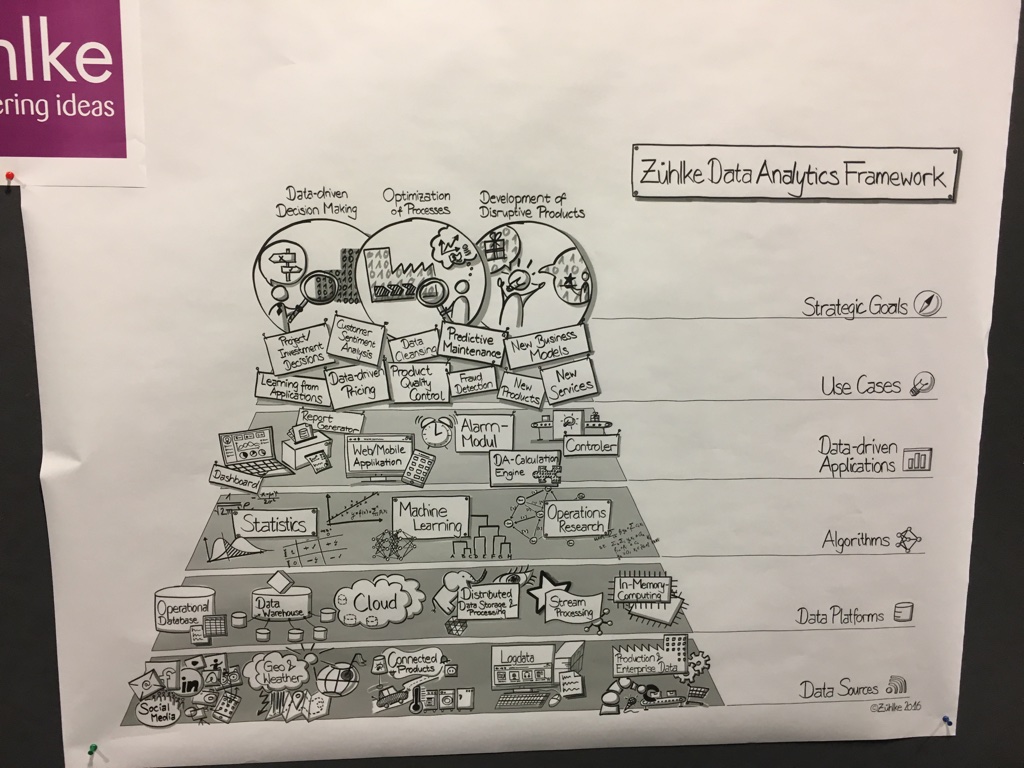 hlke
ering ideas
Zühlke Data Analytics Framework
Data-driven
Decision Making
Optimization
of Processes
Development of
Disruptive Products
Strategic Goals
Project/
Investment
Decisions
Customer
Sentiment
Analysis
Data
Cleansing
Predictive
Maintenance
New Business
Models
Learning from
Applications
Data-drive
Pricing
Product
Quality
Control
Fraud
Detection
New
Products
New
Services
Use Cases
Report
Generator
Dashboard
Web/Mobile
Applikation
Alarm-
Modul
DA-Calculation
Engine
Controler
Data-driven
Applications
Statistics
Machine
Learning
Operations
Research
Algorithms
Operational
Database
Data
Warehouse
Cloud
Distributed
Data Storage &
Processing
Stream
Processing
In-Memory-
Computing
Data Platforms
Social
Media
in
Geo &
Weather
Connected
Products
Logdata
Production &
Enterprise Data
Data Sources
©Zühlke 2016